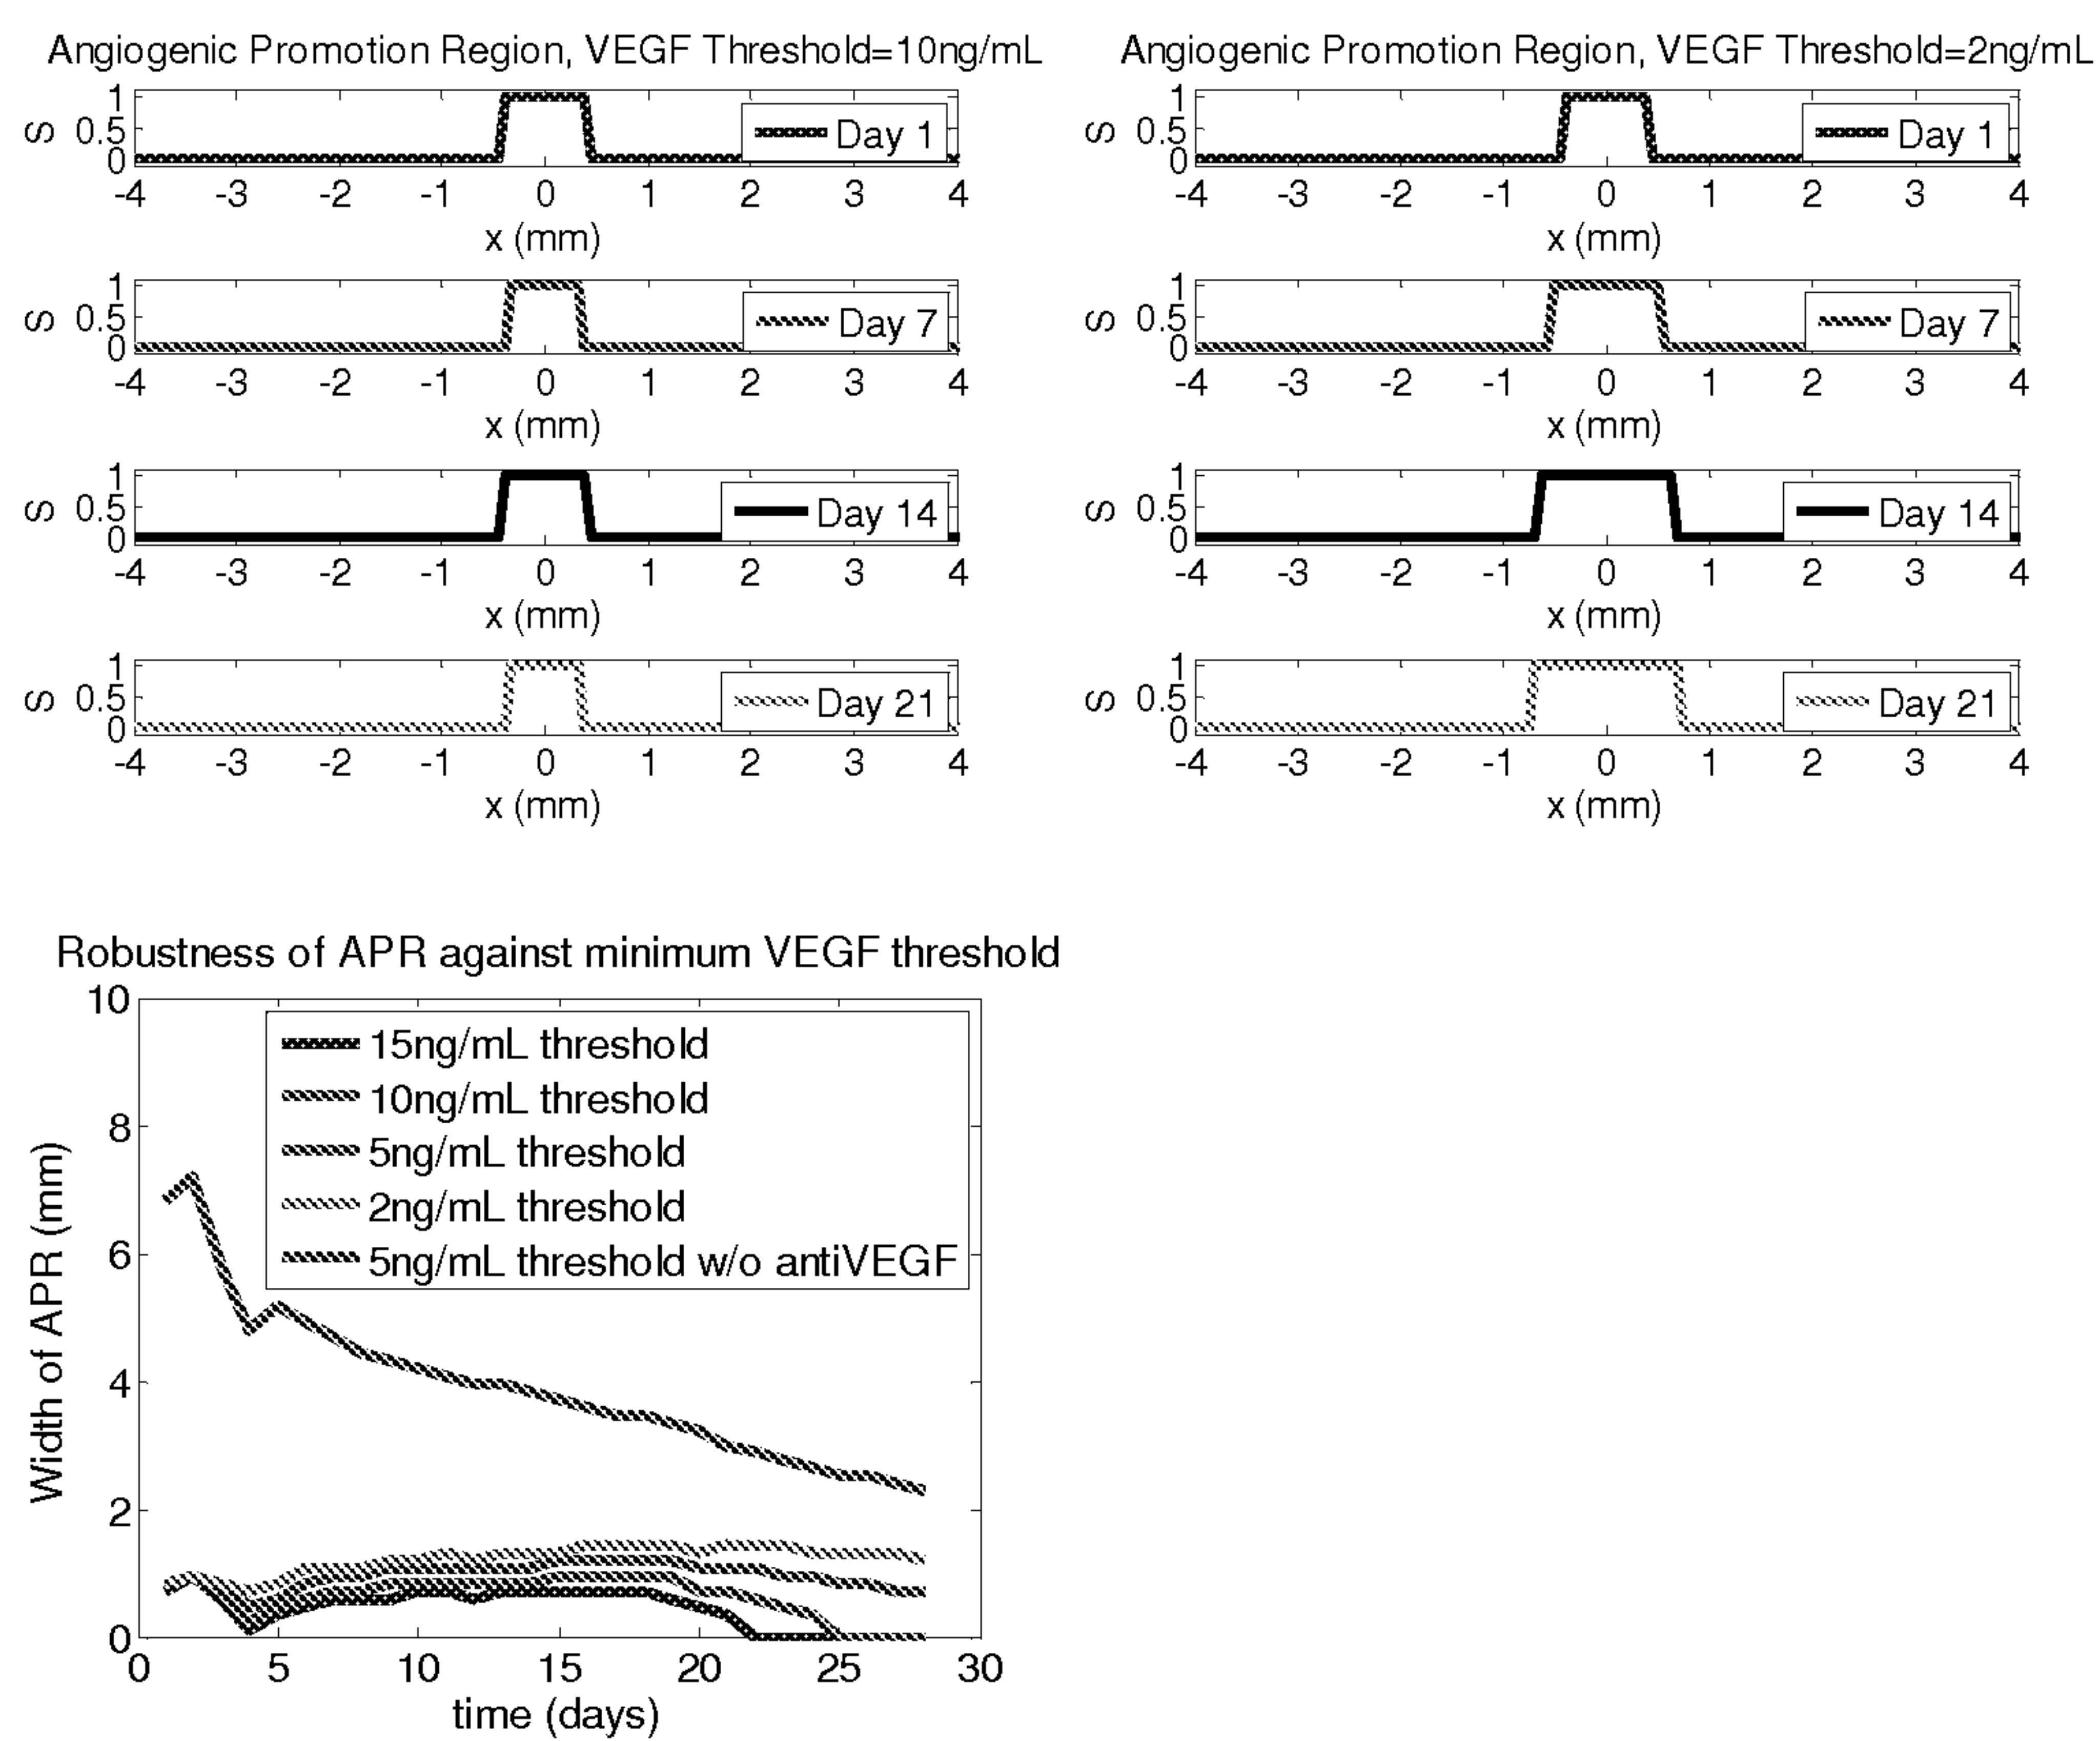 Angiogenic Promotion Region, VEGF Threshold=10ng/mL
S 1 0.5 0
Day 1
-4 -3 -2 -1 0 1 2 3 4
x (mm)
S 1 0.5 0
Day 7
-4 -3 -2 -1 0 1 2 3 4
x (mm)
S 1 0.5 0
Day 14
-4 -3 -2 -1 0 1 2 3 4
x (mm)
S 1 0.5 0
Day 21
-4 -3 -2 -1 0 1 2 3 4
x (mm)
Angiogenic Promotion Region, VEGF Threshold=2ng/mL
S 1 0.5 0
Day 1
-4 -3 -2 -1 0 1 2 3 4
x (mm)
S 1 0.5 0
Day 7
-4 -3 -2 -1 0 1 2 3 4
x (mm)
S 1 0.5 0
Day 14
-4 -3 -2 -1 0 1 2 3 4
x (mm)
S 1 0.5 0
Day 21
-4 -3 -2 -1 0 1 2 3 4
x (mm)
Robustness of APR against minimum VEGF threshold
10
8
6
4
2
0
Width of APR (mm)
15ng/mL threshold
10ng/mL threshold
5ng/mL threshold
2ng/mL threshold
5ng/mL threshold w/o antiVEGF
0 5 10 15 20 25 30
time (days)